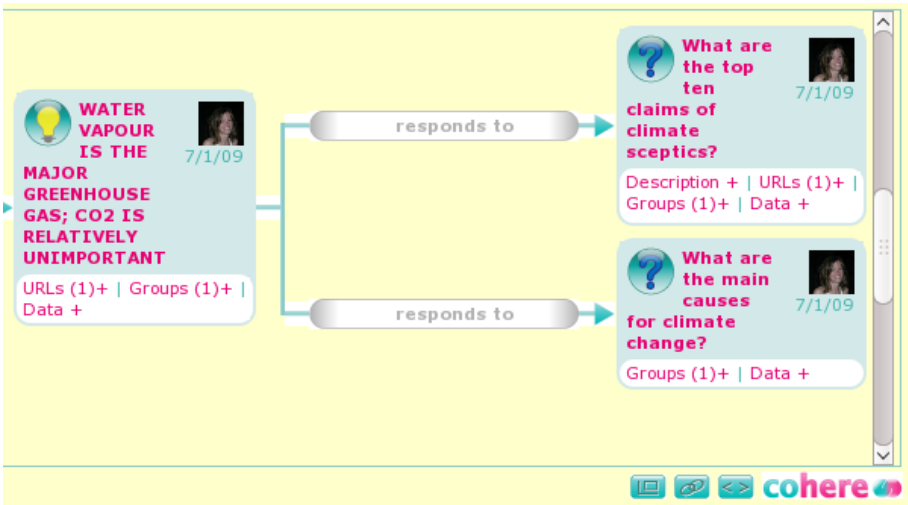 WATER
VAPOUR
IS THE
MAJOR
GREENHOUSE
GAS; CO2 IS
RELATIVELY
UNIMPORTANT
7/1/09
URLs (1)+ | Groups (1)+ |
Data +
responds to
What are
the top
ten
claims of
climate
sceptics?
7/1/09
Description + | URLs (1)+ |
Groups (1)+ | Data +
responds to
What are
the main
causes
for climate
change?
7/1/09
Groups (1)+ | Data +
cohere